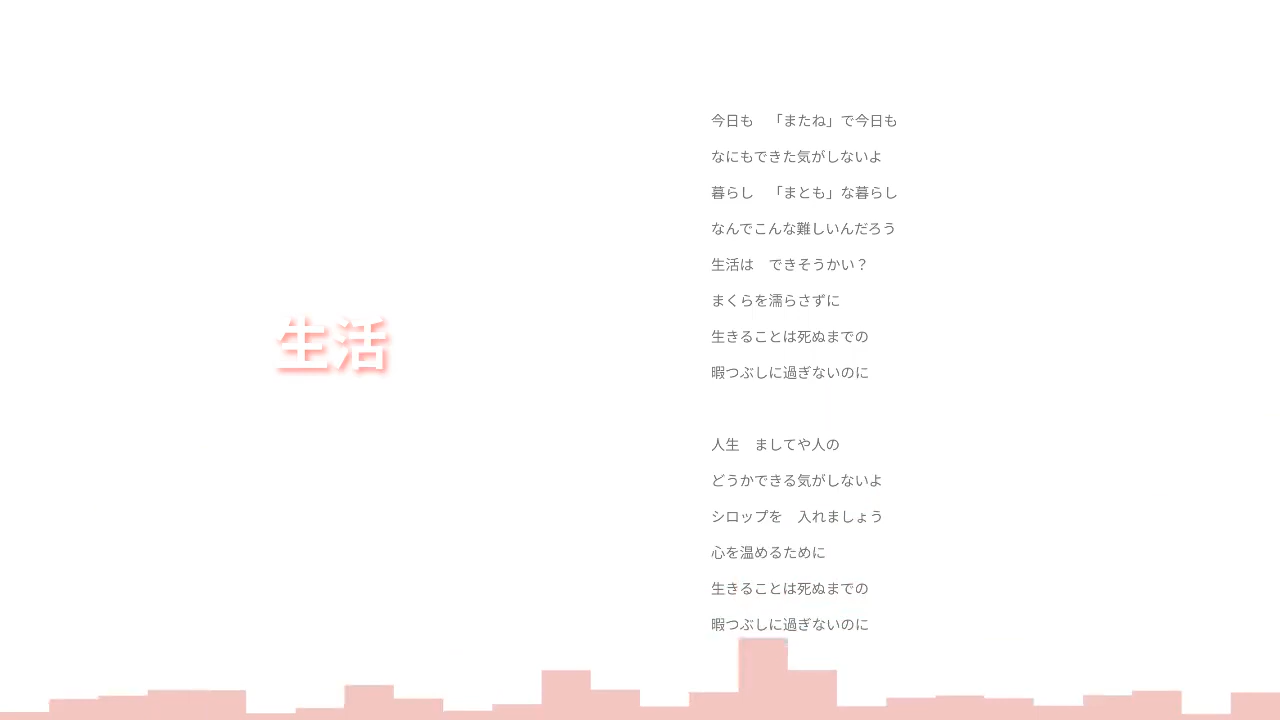 生活
今日も　「またね」で今日も
なにもできた気がしないよ
暮らし　「まとも」な暮らし
なんでこんな難しいんだろう
生活は　できそうかい？
まくらを濡らさずに
生きることは死ぬまでの
暇つぶしに過ぎないのに
人生　ましてや人の
どうかできる気がしないよ
シロップを　入れましょう
心を温めるために
生きることは死ぬまでの
暇つぶしに過ぎないのに